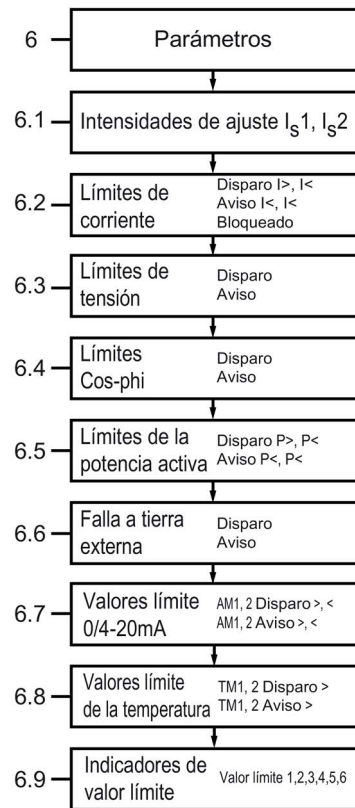 6 Parámetros
6.1 Intensidades de ajuste Is1, Is2
6.2 Límites de corriente
Disparo I>, I<
Aviso I<, I<
Bloqueado
6.3 Límites de tensión
Disparo
Aviso
6.4 Límites Cos-phi
Disparo
Aviso
6.5 Límites de la potencia activa
Disparo P>, P<
Aviso P<, P<
6.6 Falla a tierra externa
Disparo
Aviso
6.7 Valores límite 0/4-20mA
AM1, 2 Disparo >, <
AM1, 2 Aviso >, <
6.8 Valores límite de la temperatura
TM1, 2 Disparo >
TM1, 2 Aviso >
6.9 Indicadores de valor límite
Valor límite 1,2,3,4,5,6